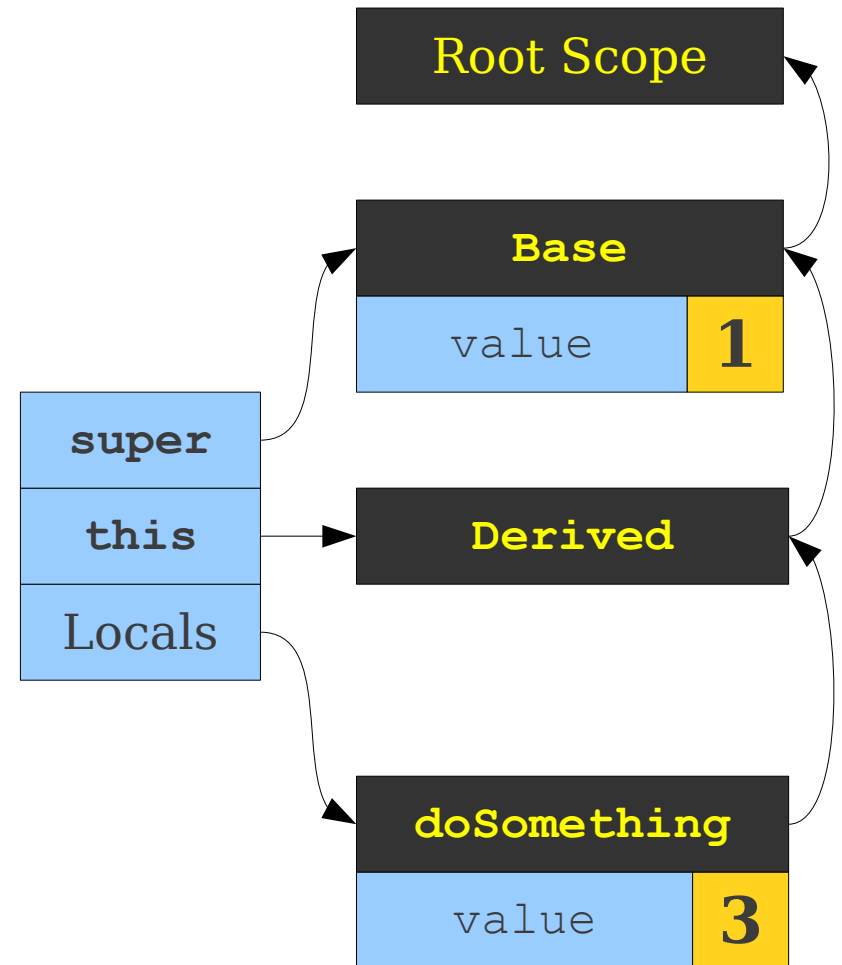 Root Scope
Base
value 1
super
this
Derived
Locals
doSomething
value 3